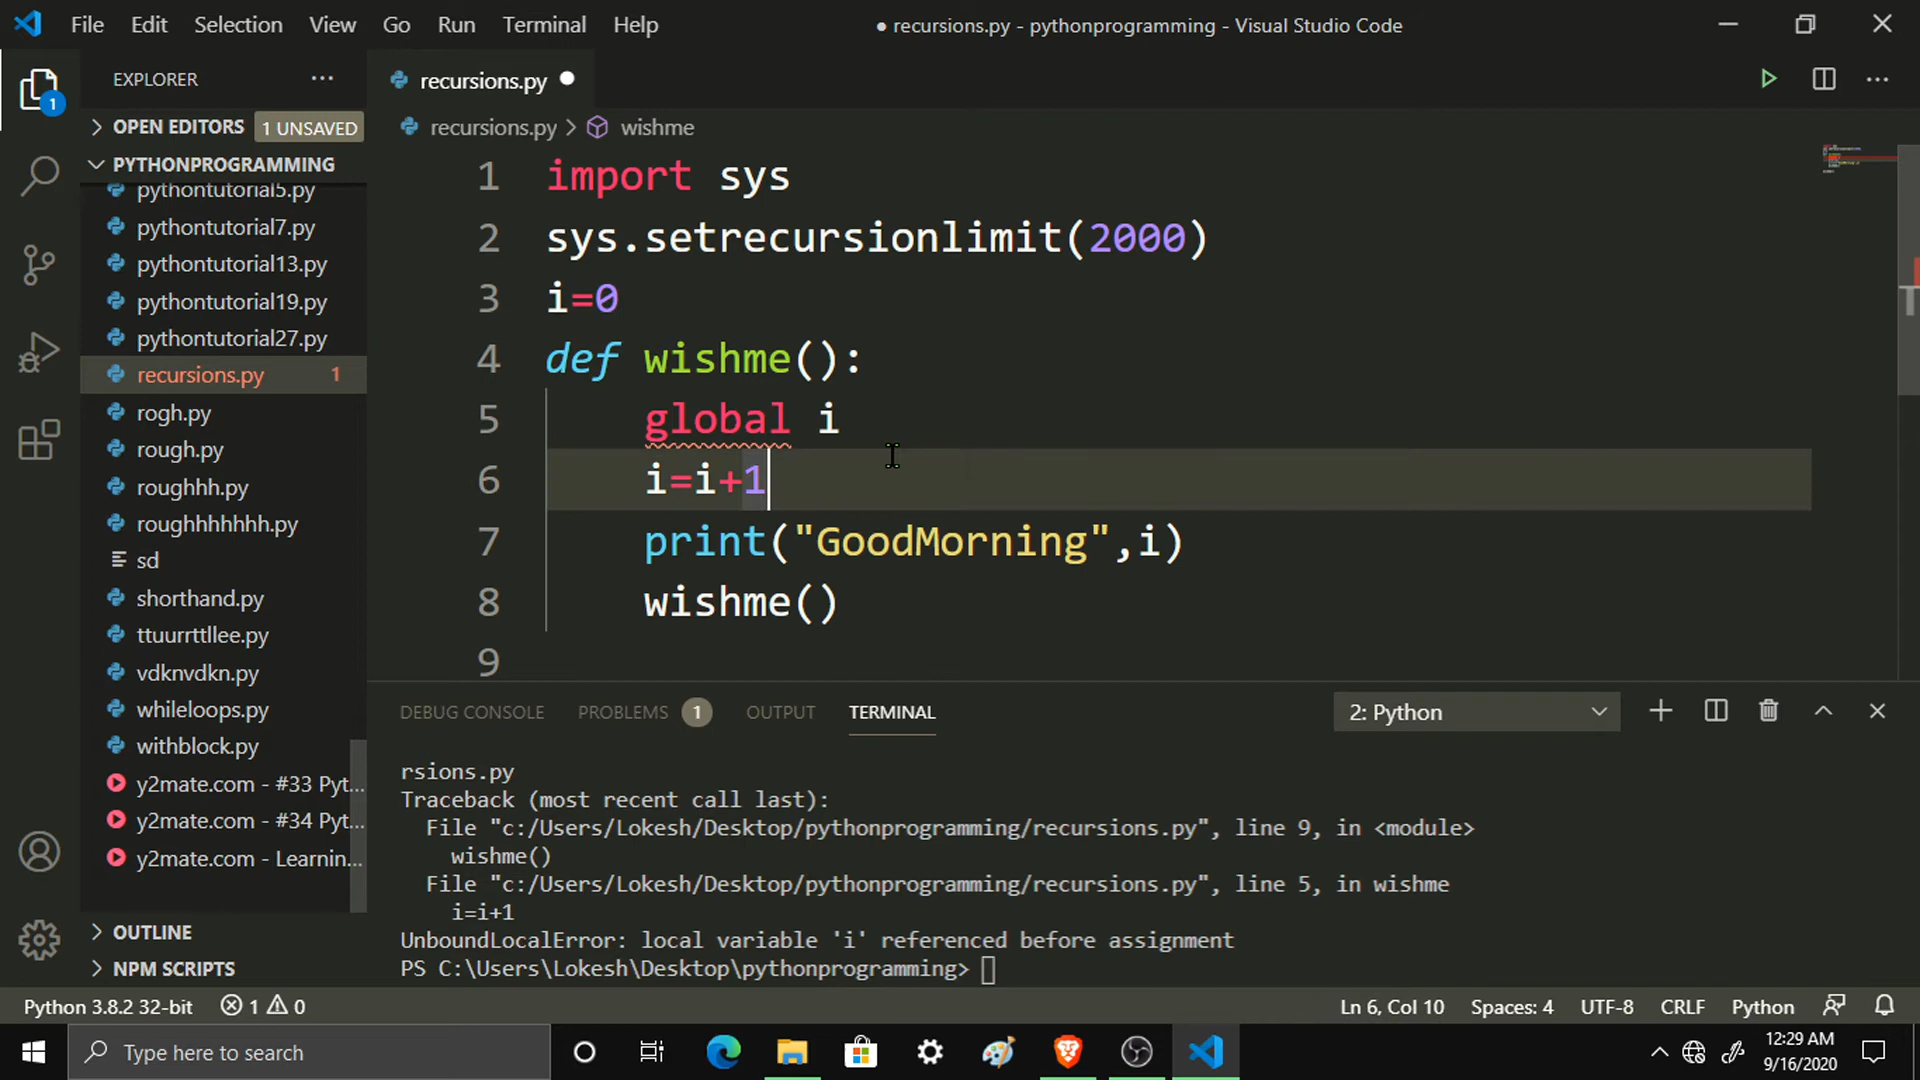 File Edit Selection View Go Run Terminal Help
● recursions.py - pythonprogramming - Visual Studio Code
EXPLORER ···
recursions.py ●
OPEN EDITORS 1 UNSAVED
recursions.py > wishme
PYTHONPROGRAMMING
pythontutorial5.py
pythontutorial7.py
pythontutorial13.py
pythontutorial19.py
pythontutorial27.py
recursions.py 1
rogh.py
rough.py
roughhh.py
roughhhhhhh.py
sd
shorthand.py
ttuurrttllee.py
vdknvdkn.py
whileloops.py
withblock.py
y2mate.com - #33 Pyt...
y2mate.com - #34 Pyt...
y2mate.com - Learnin...
OUTLINE
NPM SCRIPTS
1 import sys
2 sys.setrecursionlimit(2000)
3 i=0
4 def wishme():
5 global i
6 i=i+1
7 print("GoodMorning",i)
8 wishme()
9
DEBUG CONSOLE PROBLEMS 1 OUTPUT TERMINAL 2: Python
rsions.py
Traceback (most recent call last):
File "c:/Users/Lokesh/Desktop/pythonprogramming/recursions.py", line 9, in <module>
wishme()
File "c:/Users/Lokesh/Desktop/pythonprogramming/recursions.py", line 5, in wishme
i=i+1
UnboundLocalError: local variable 'i' referenced before assignment
PS C:\Users\Lokesh\Desktop\pythonprogramming>
Python 3.8.2 32-bit 1 0 Ln 6, Col 10 Spaces: 4 UTF-8 CRLF Python
1
Type here to search
12:29 AM
9/16/2020